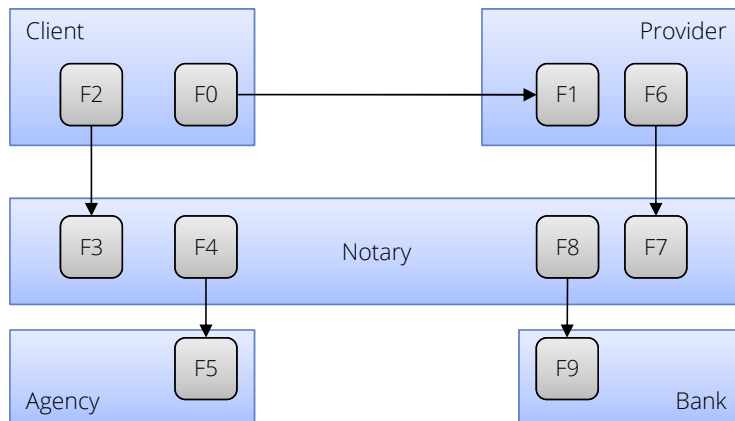 Client
Provider
F2
F0
F1
F6
F3
F4
Notary
F8
F7
F5
F9
Agency
Bank